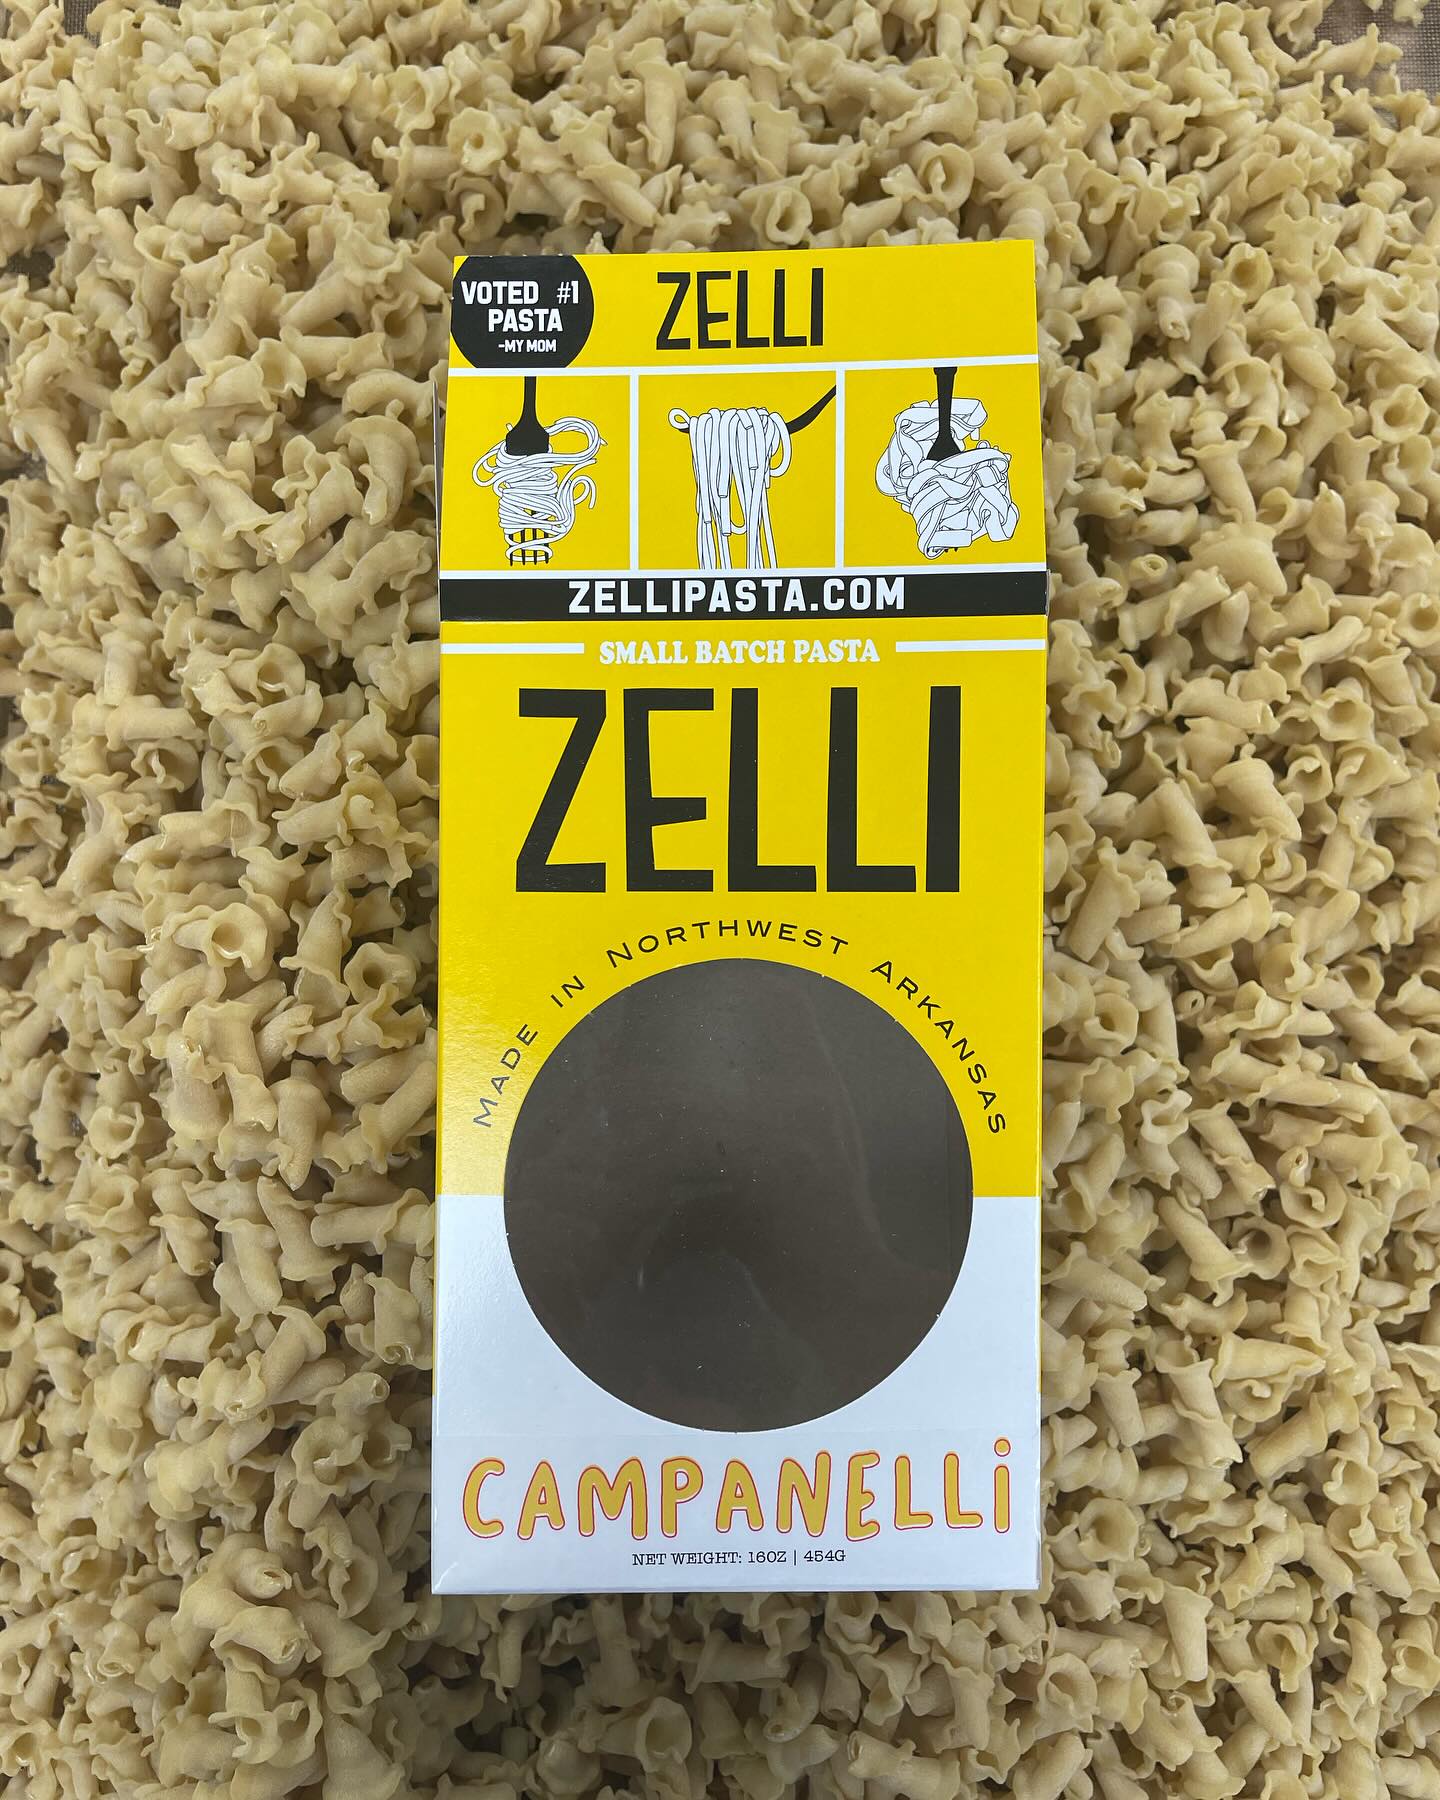 VOTED #1
PASTA
-MY MOM
ZELLI
ZELLIPASTA.COM
SMALL BATCH PASTA
ZELLI
MADE IN NORTHWEST ARKANSAS
CAMPANELLi
NET WEIGHT: 16OZ | 454G